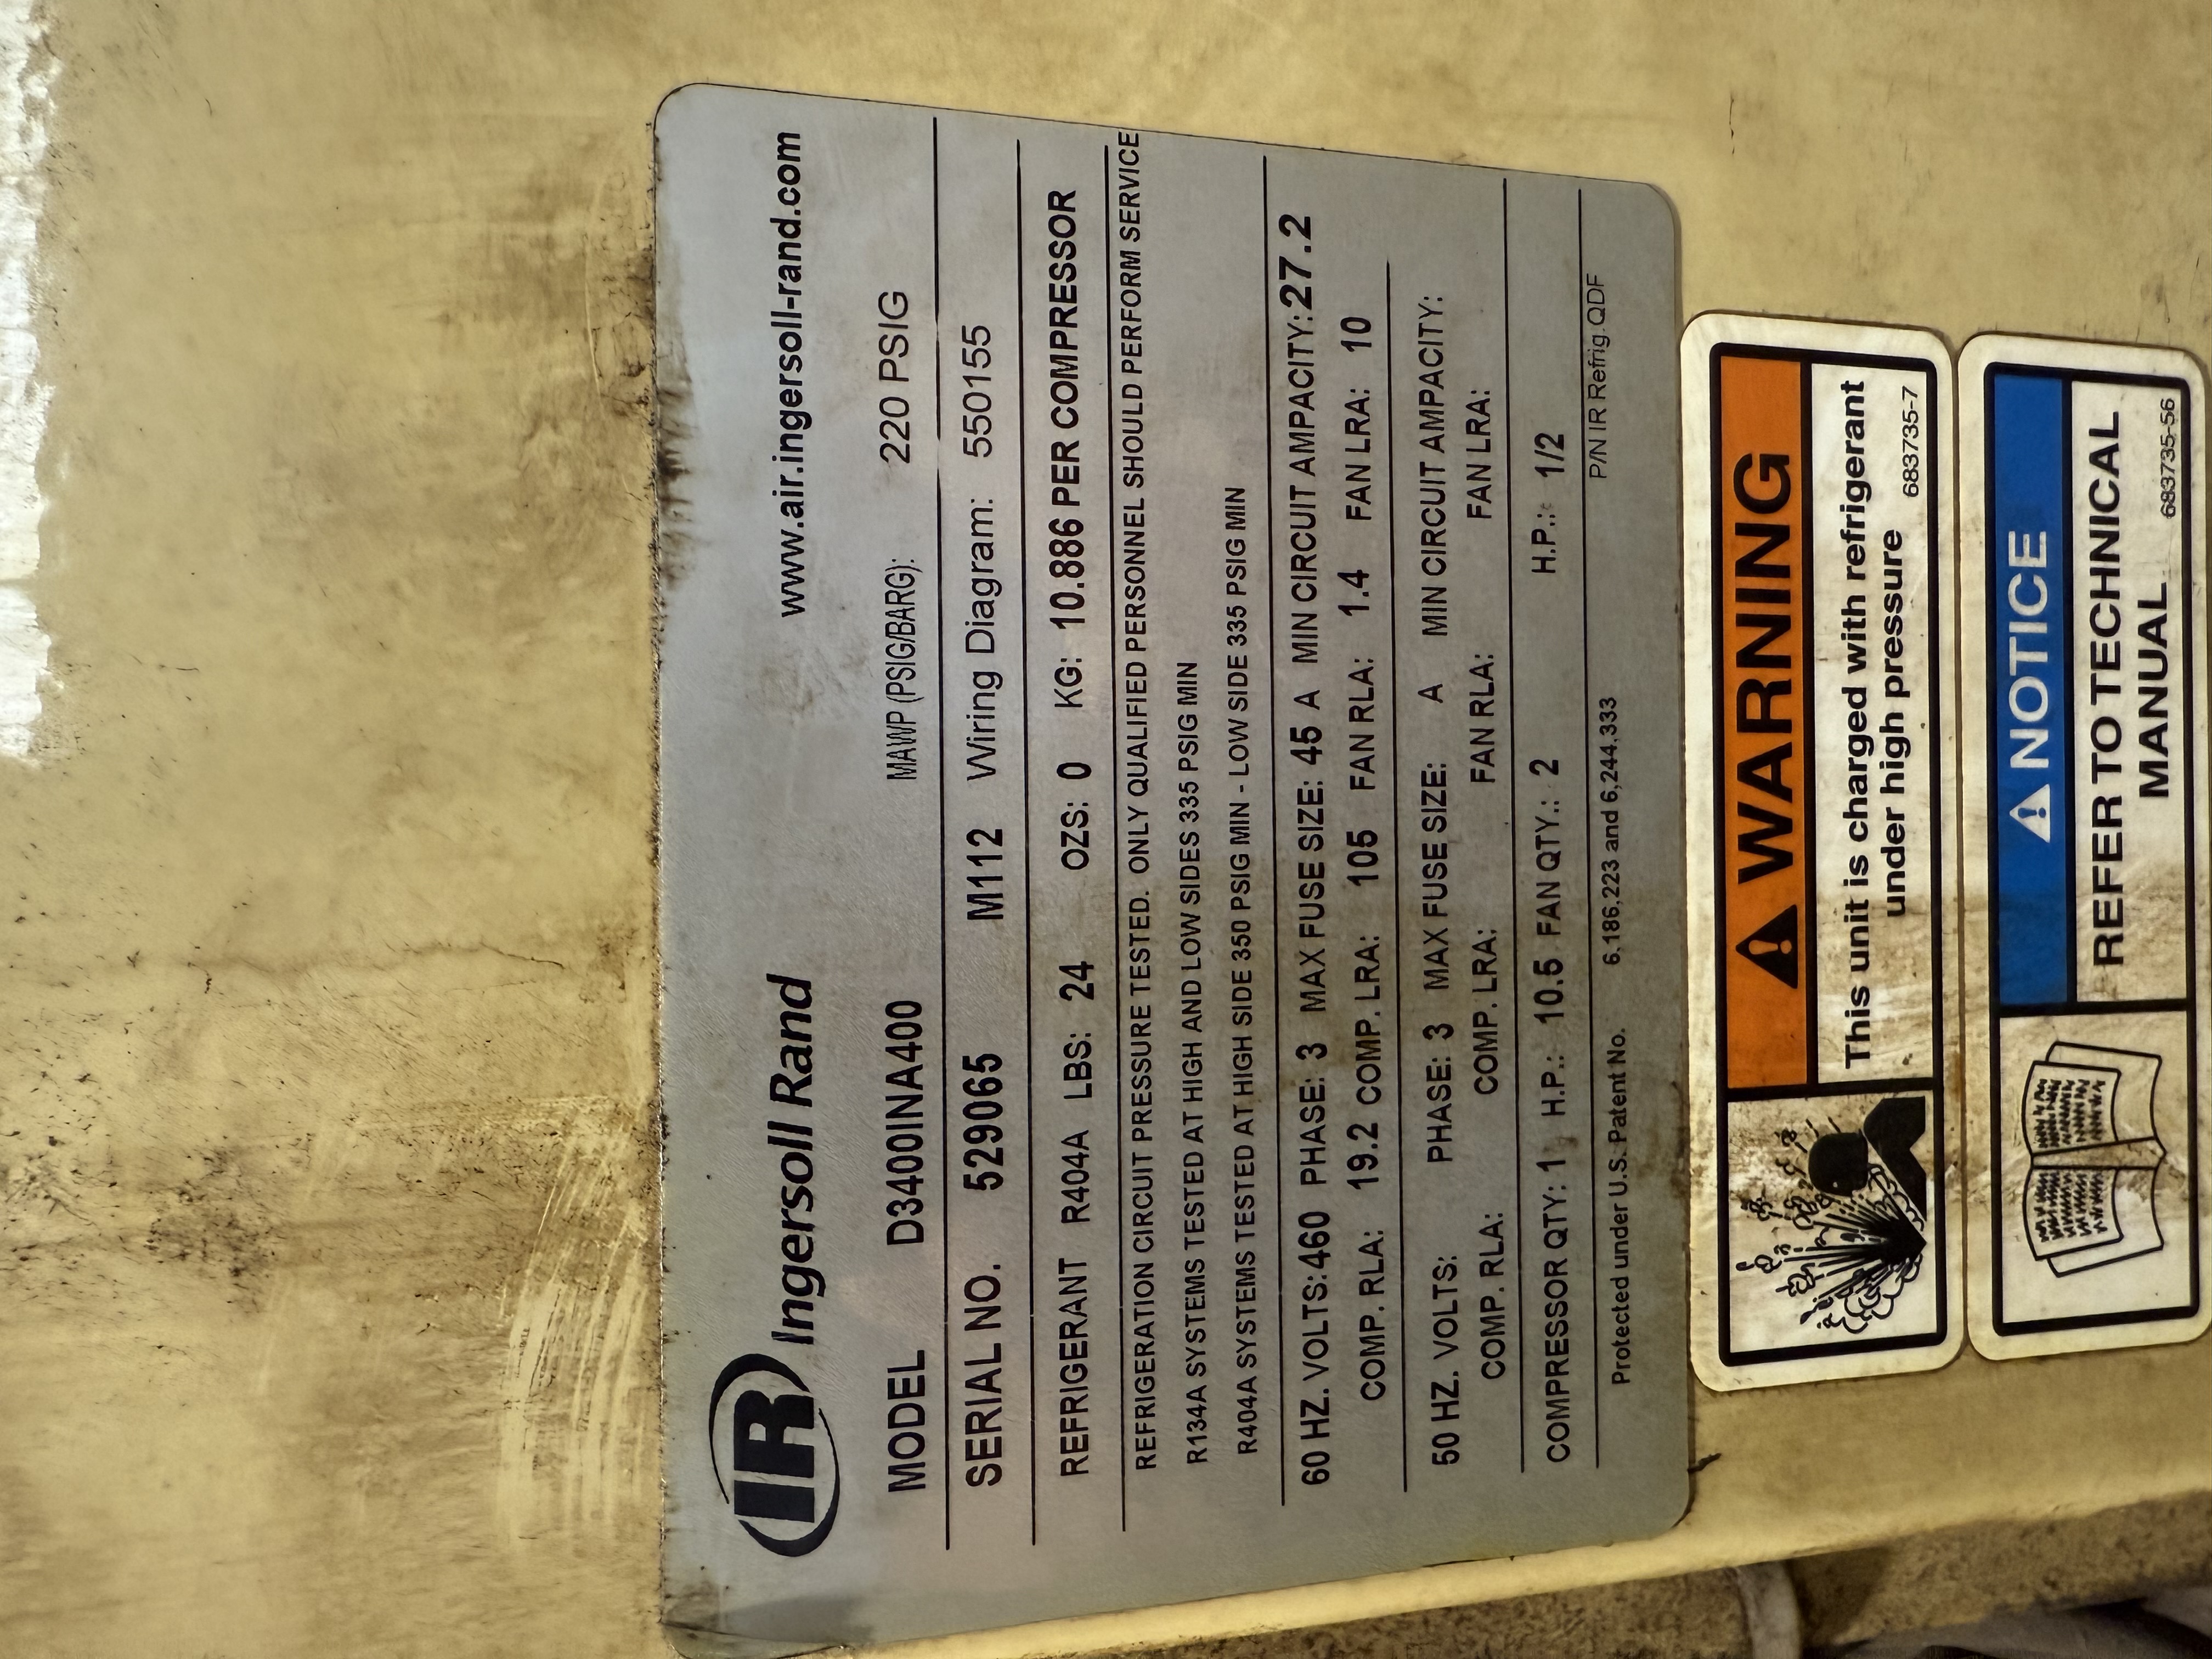 IR Ingersoll Rand www.air.ingersoll-rand.com
MODEL D3400INA400 MAWP (PSIG/BARG): 220 PSIG
SERIAL NO. 529065 M112 Wiring Diagram: 550155
REFRIGERANT R404A LBS: 24 OZS: 0 KG: 10.886 PER COMPRESSOR
REFRIGERATION CIRCUIT PRESSURE TESTED. ONLY QUALIFIED PERSONNEL SHOULD PERFORM SERVICE
R134A SYSTEMS TESTED AT HIGH AND LOW SIDES 335 PSIG MIN
R404A SYSTEMS TESTED AT HIGH SIDE 350 PSIG MIN - LOW SIDE 335 PSIG MIN
60 HZ. VOLTS: 460 PHASE: 3 MAX FUSE SIZE: 45 A MIN CIRCUIT AMPACITY: 27.2
COMP. RLA: 19.2 COMP. LRA: 105 FAN RLA: 1.4 FAN LRA: 10
50 HZ. VOLTS: PHASE: 3 MAX FUSE SIZE: A MIN CIRCUIT AMPACITY:
COMP. RLA: COMP. LRA: FAN RLA: FAN LRA:
COMPRESSOR QTY: 1 H.P.: 10.5 FAN QTY.: 2 H.P.: 1/2
Protected under U.S. Patent No. 6,186,223 and 6,244,333 P/N IR Refrig. QDF
WARNING
This unit is charged with refrigerant
under high pressure
683735-7
NOTICE
REFER TO TECHNICAL
MANUAL
683735-56